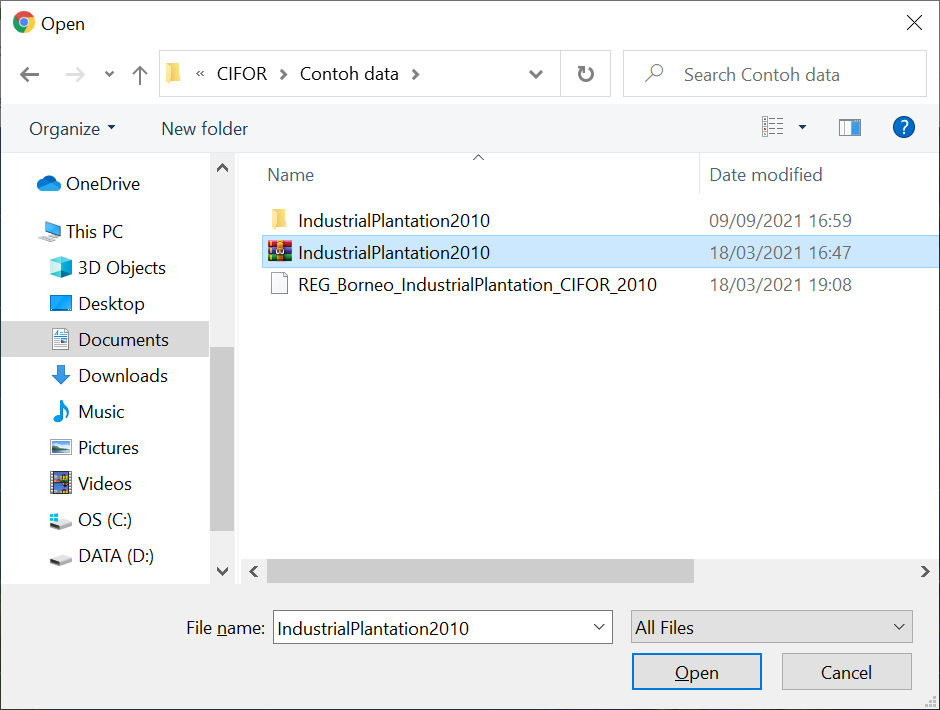 Open
« CIFOR > Contoh data >
Search Contoh data
Organize
New folder
?
Name
Date modified
OneDrive
This PC
3D Objects
Desktop
Documents
Downloads
Music
Pictures
Videos
OS (C:)
DATA (D:)
IndustrialPlantation2010 09/09/2021 16:59
IndustrialPlantation2010 18/03/2021 16:47
REG_Borneo_IndustrialPlantation_CIFOR_2010 18/03/2021 19:08
File name: IndustrialPlantation2010
All Files
Open
Cancel